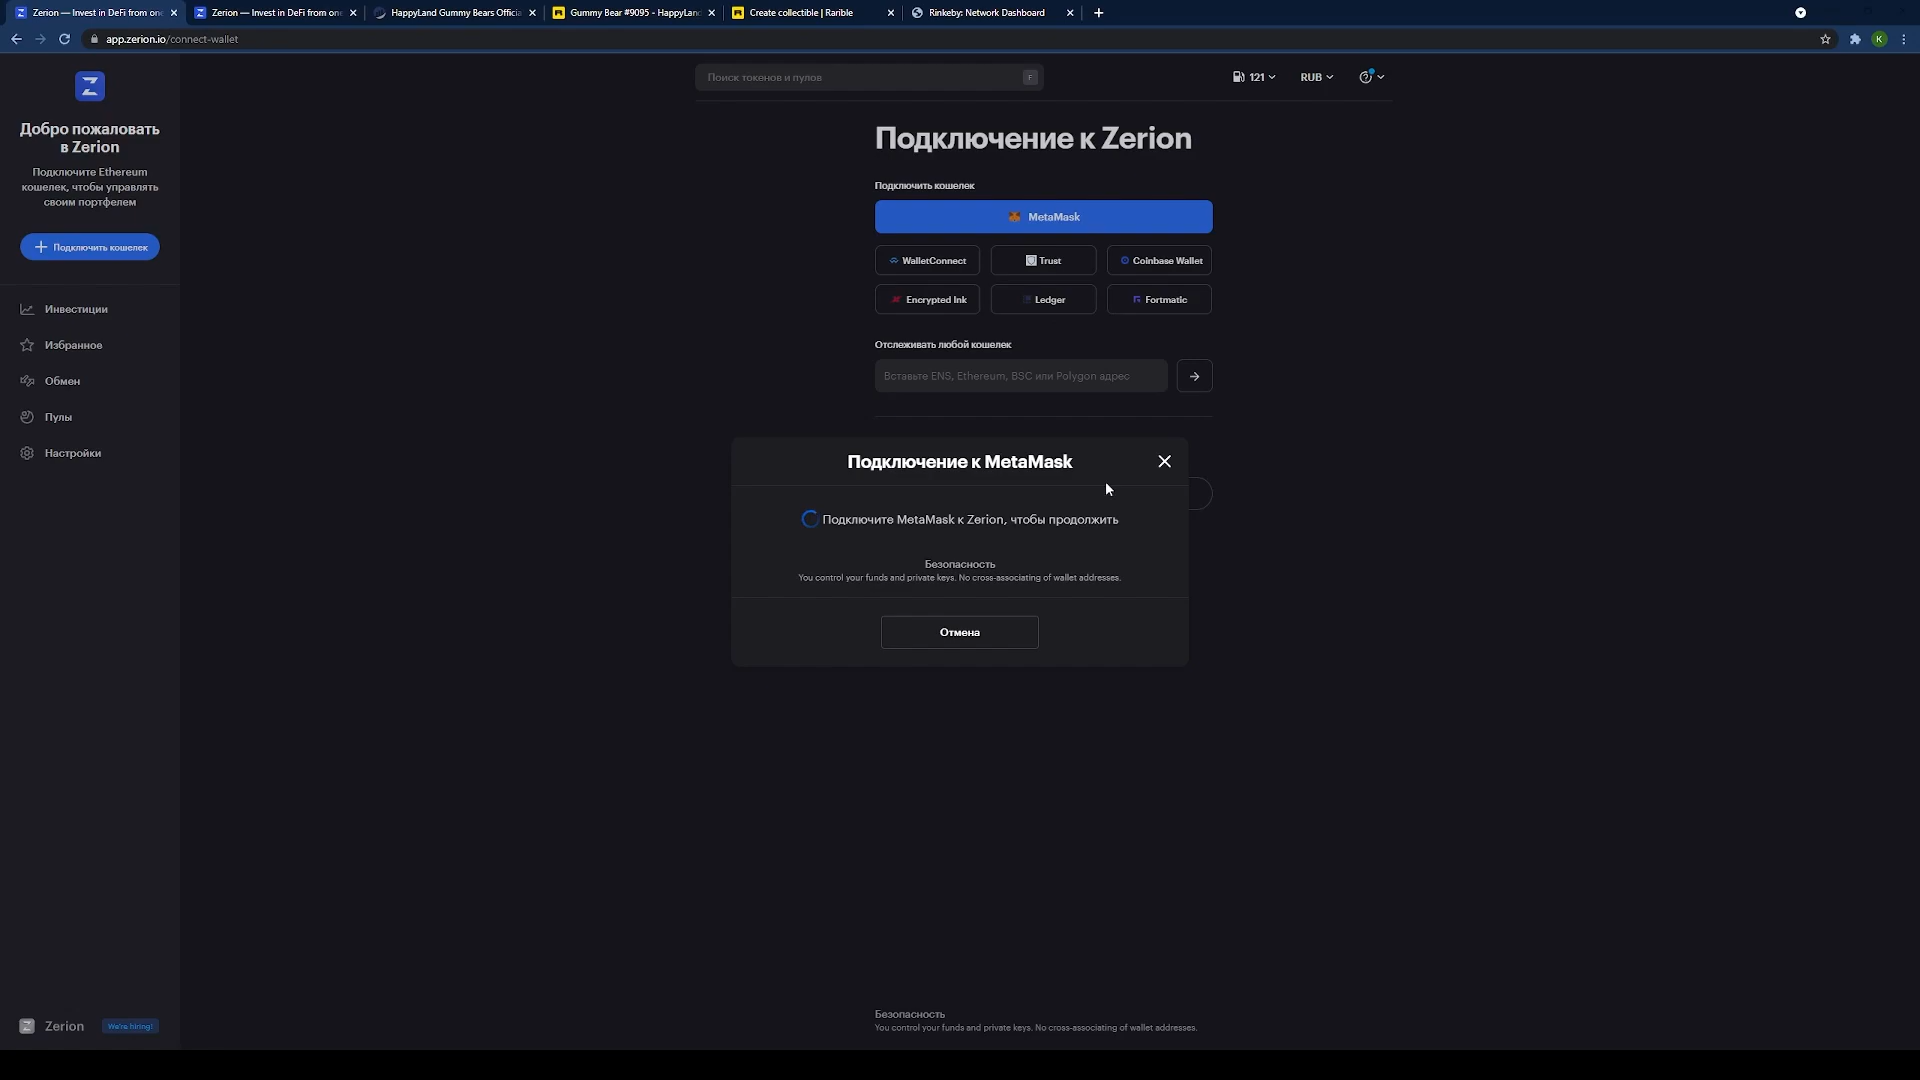 Zerion — Invest in DeFi from one
Zerion — Invest in DeFi from one
HappyLand Gummy Bears Officia
Gummy Bear #9095 - HappyLand
Create collectible | Rarible
Rinkeby: Network Dashboard
app.zerion.io/connect-wallet
K
Добро пожаловать
в Zerion
Подключите Ethereum
кошелек, чтобы управлять
своим портфелем
Подключить кошелек
Инвестиции
Избранное
Обмен
Пулы
Настройки
Zerion
We're hiring!
Поиск токенов и пулов
F
121
RUB
Подключение к Zerion
Подключить кошелек
MetaMask
WalletConnect
Trust
Coinbase Wallet
Encrypted Ink
Ledger
Fortmatic
Отслеживать любой кошелек
Вставьте ENS, Ethereum, BSC или Polygon адрес
Подключение к MetaMask
Подключите MetaMask к Zerion, чтобы продолжить
Безопасность
You control your funds and private keys. No cross-associating of wallet addresses.
Отмена
Безопасность
You control your funds and private keys. No cross-associating of wallet addresses.